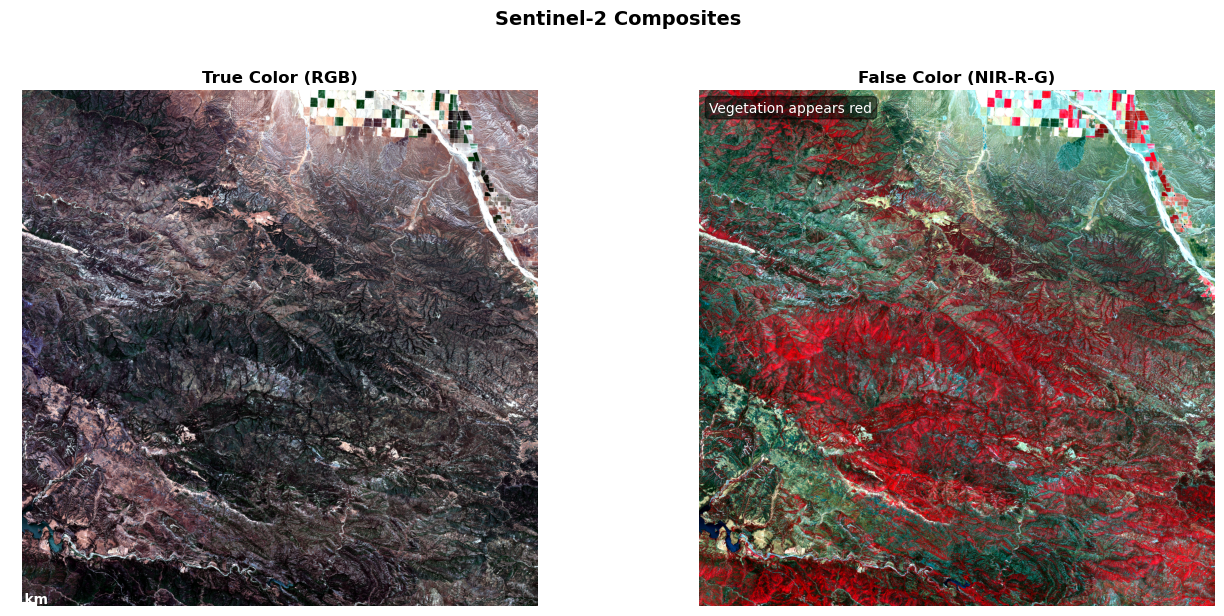 Sentinel-2 Composites
True Color (RGB)
False Color (NIR-R-G)
Vegetation appears red
km